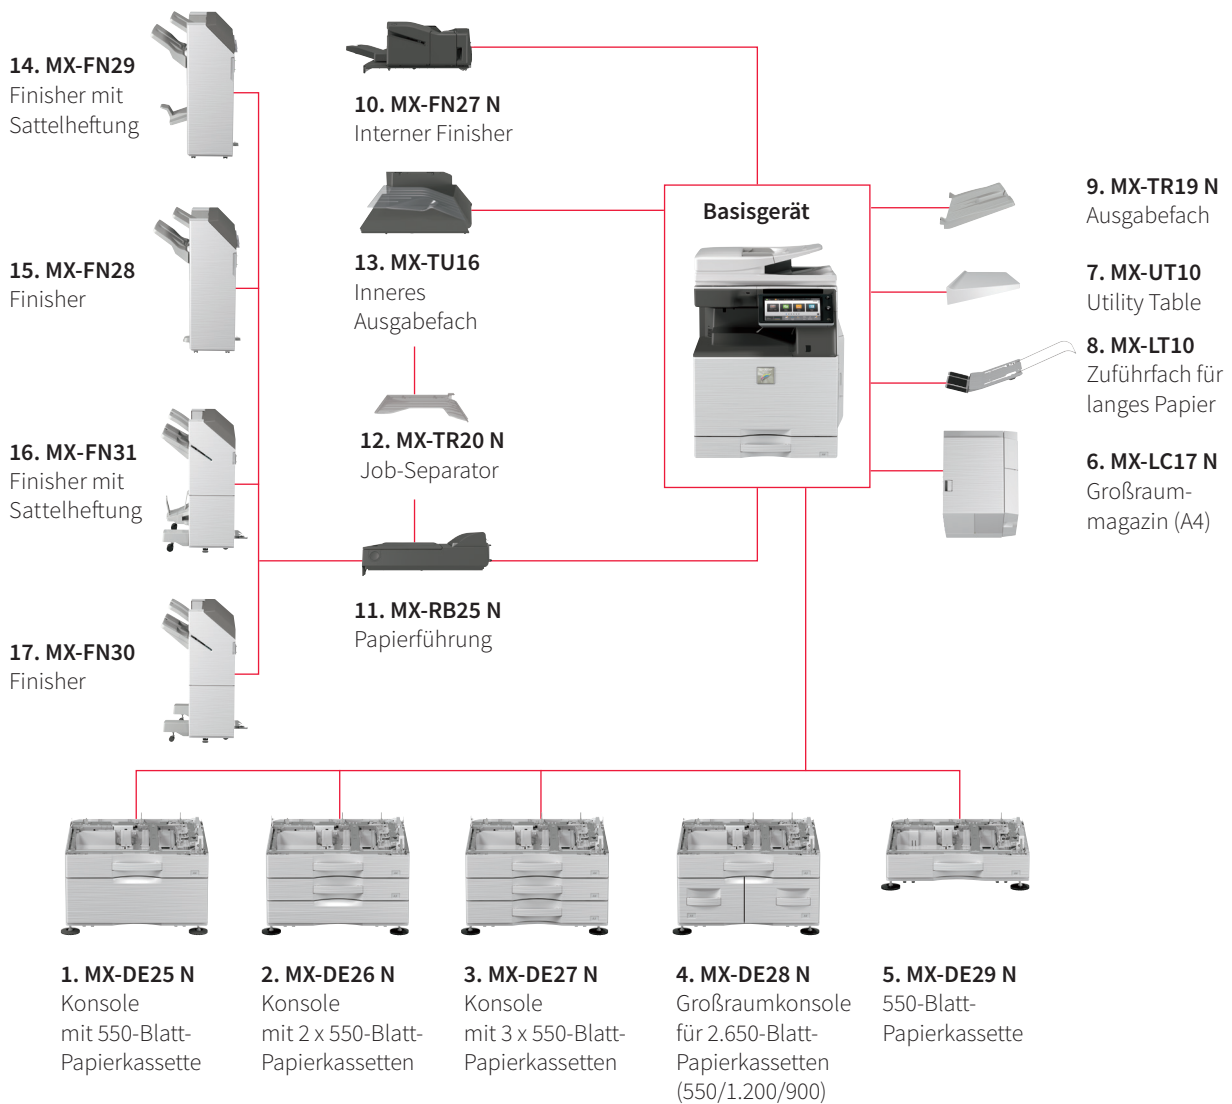 14. MX-FN29
Finisher mit
Sattelheftung
15. MX-FN28
Finisher
16. MX-FN31
Finisher mit
Sattelheftung
17. MX-FN30
Finisher
10. MX-FN27 N
Interner Finisher
13. MX-TU16
Inneres
Ausgabefach
12. MX-TR20 N
Job-Separator
11. MX-RB25 N
Papierführung
Basisgerät
9. MX-TR19 N
Ausgabefach
7. MX-UT10
Utility Table
8. MX-LT10
Zuführfach für
langes Papier
6. MX-LC17 N
Großraum-
magazin (A4)
1. MX-DE25 N
Konsole
mit 550-Blatt-
Papierkassette
2. MX-DE26 N
Konsole
mit 2 x 550-Blatt-
Papierkassetten
3. MX-DE27 N
Konsole
mit 3 x 550-Blatt-
Papierkassetten
4. MX-DE28 N
Großraumkonsole
für 2.650-Blatt-
Papierkassetten
(550/1.200/900)
5. MX-DE29 N
550-Blatt-
Papierkassette